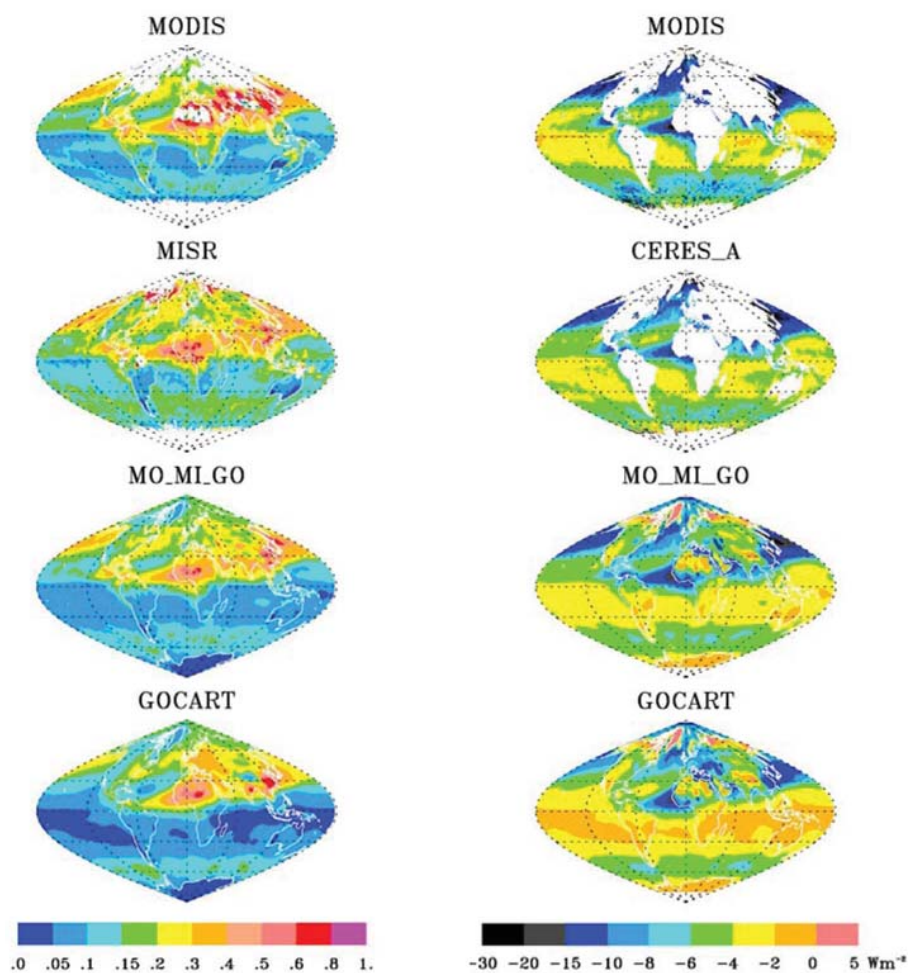 MODIS MODIS
MISR CERES_A
MO_MI_GO MO_MI_GO
GOCART GOCART
.0 .05 .1 .15 .2 .3 .4 .5 .6 .8 1. -30 -20 -15 -10 -8 -6 -4 -2 0 5 Wm⁻²